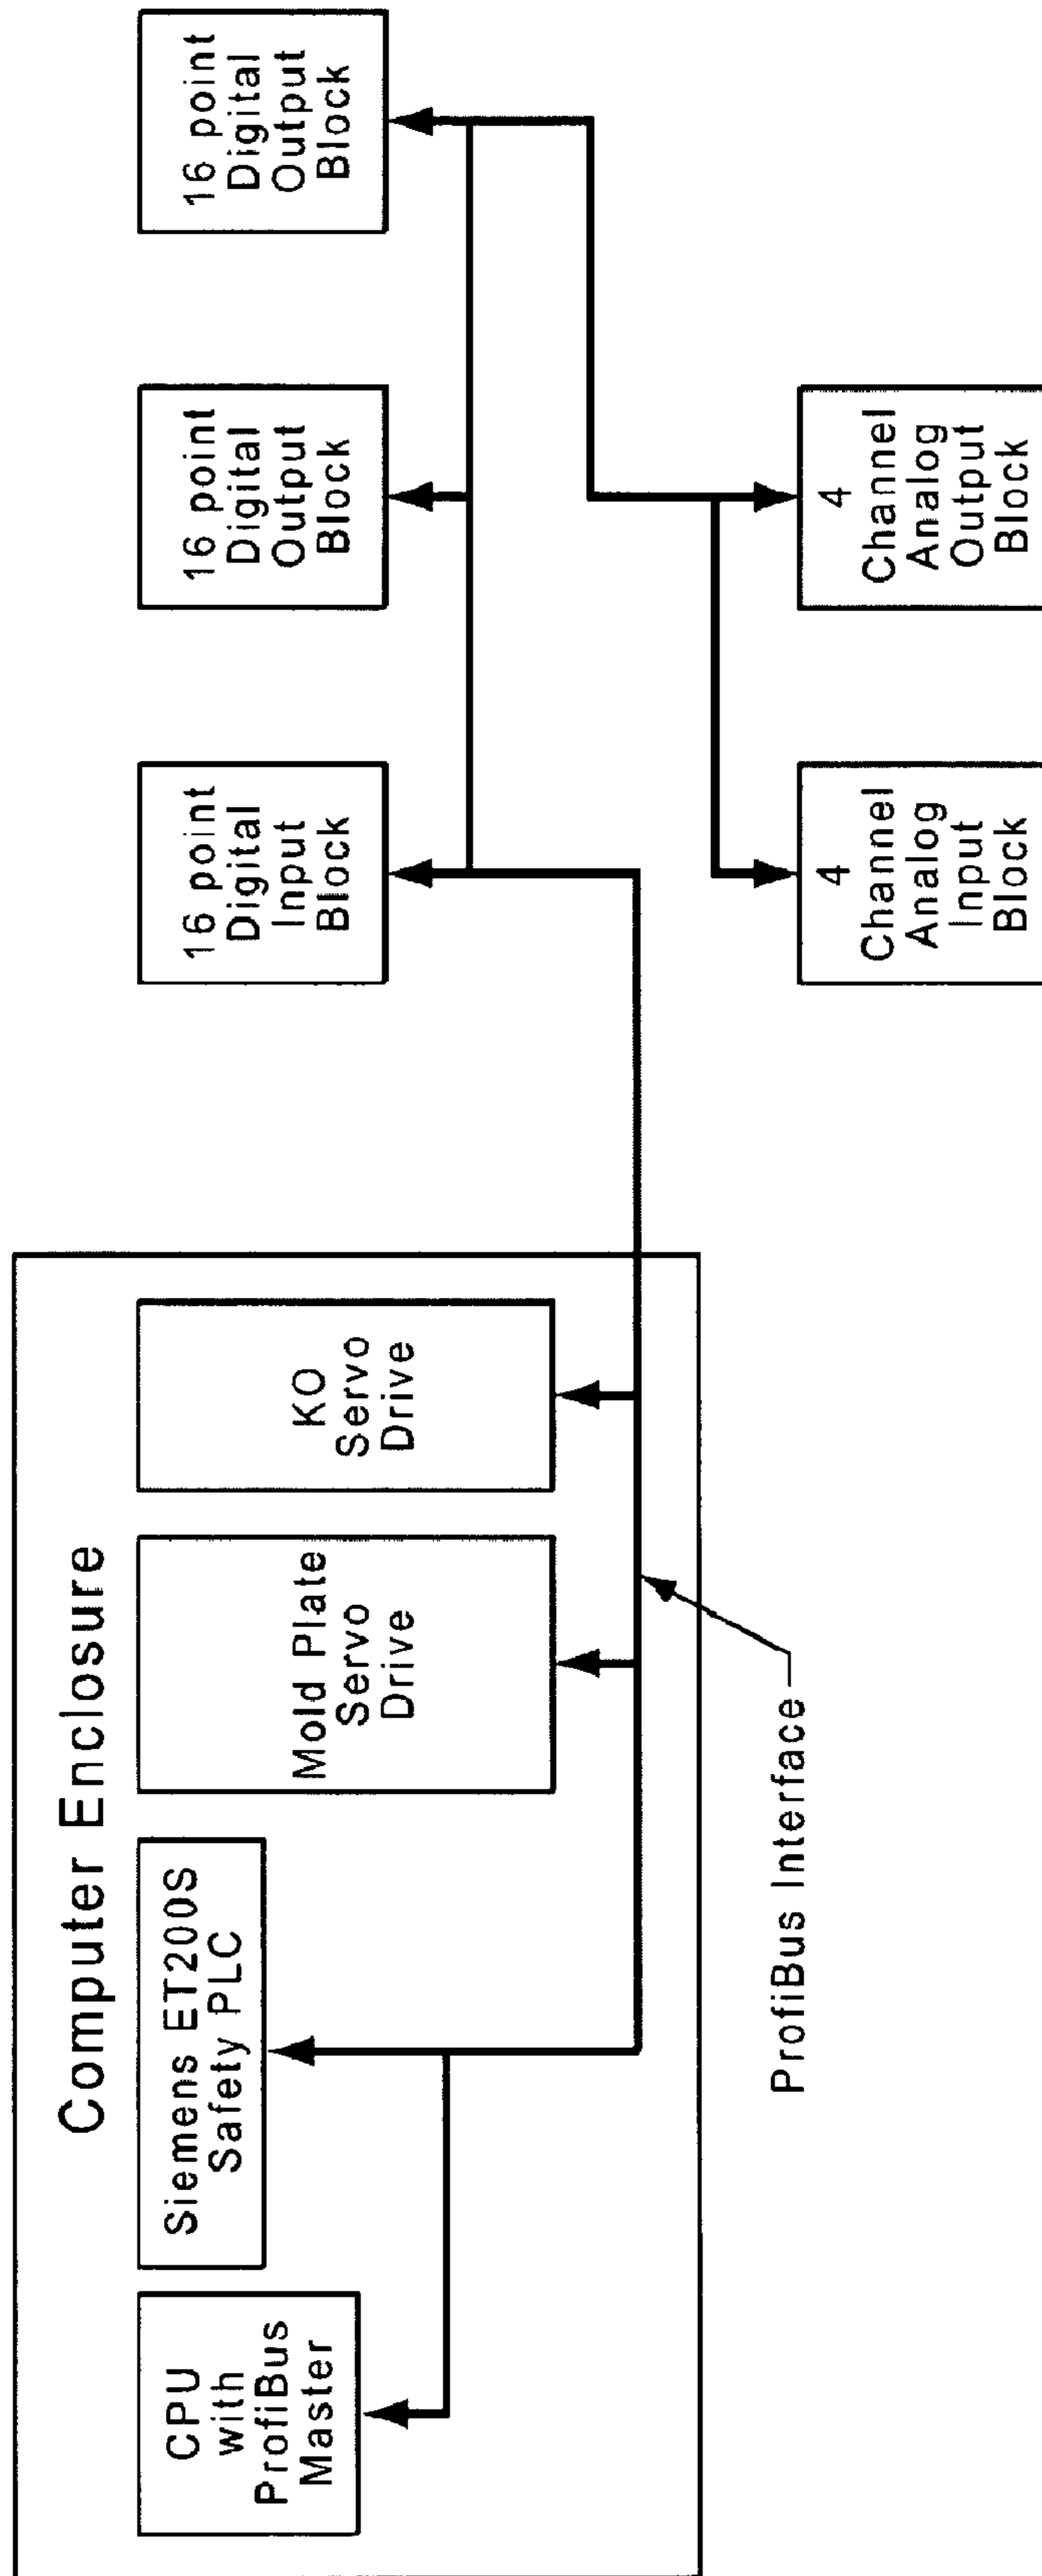 Computer Enclosure
CPU
with
ProfiBus
Master
Siemens ET200S
Safety PLC
Mold Plate
Servo
Drive
KO
Servo
Drive
ProfiBus Interface
16 point
Digital
Input
Block
16 point
Digital
Output
Block
16 point
Digital
Output
Block
4
Channel
Analog
Input
Block
4
Channel
Analog
Output
Block